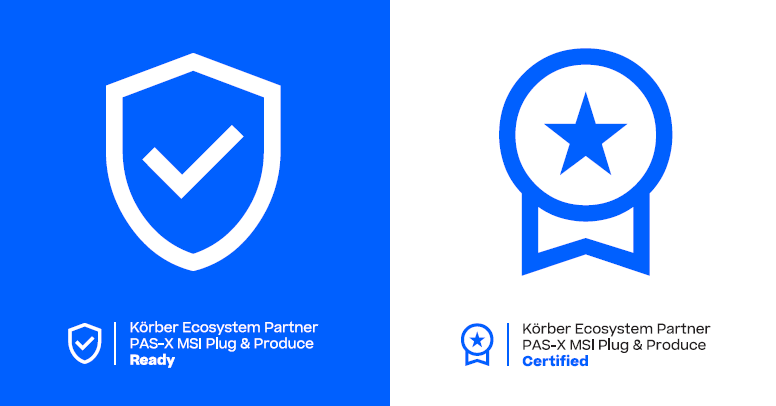 Körber Ecosystem Partner
PAS-X MSI Plug & Produce
Ready
Körber Ecosystem Partner
PAS-X MSI Plug & Produce
Certified